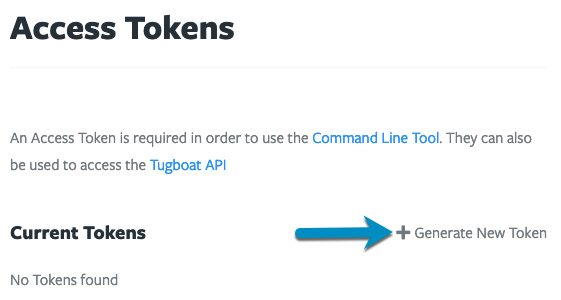 Access Tokens
An Access Token is required in order to use the Command Line Tool. They can also
be used to access the Tugboat API
Current Tokens
+ Generate New Token
No Tokens found